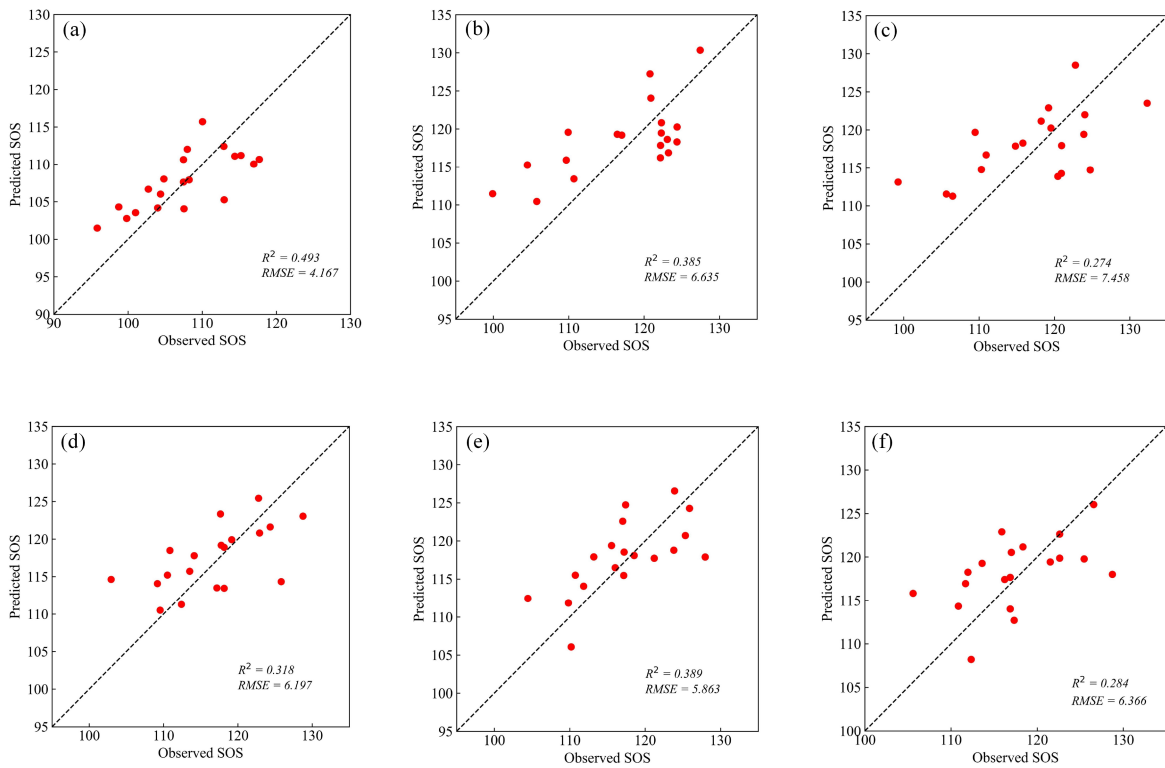 (a)
130
125
120
115
110
105
100
95
90
90
100
110
120
130
Predicted SOS
Observed SOS
R² = 0.493
RMSE = 4.167
(b)
135
130
125
120
115
110
105
100
95
100
110
120
130
Predicted SOS
Observed SOS
R² = 0.385
RMSE = 6.635
(c)
135
130
125
120
115
110
105
100
95
100
110
120
130
Predicted SOS
Observed SOS
R² = 0.274
RMSE = 7.458
(d)
135
130
125
120
115
110
105
100
95
100
110
120
130
Predicted SOS
Observed SOS
R² = 0.318
RMSE = 6.197
(e)
135
130
125
120
115
110
105
100
95
100
110
120
130
Predicted SOS
Observed SOS
R² = 0.389
RMSE = 5.863
(f)
135
130
125
120
115
110
105
100
100
110
120
130
Predicted SOS
Observed SOS
R² = 0.284
RMSE = 6.366